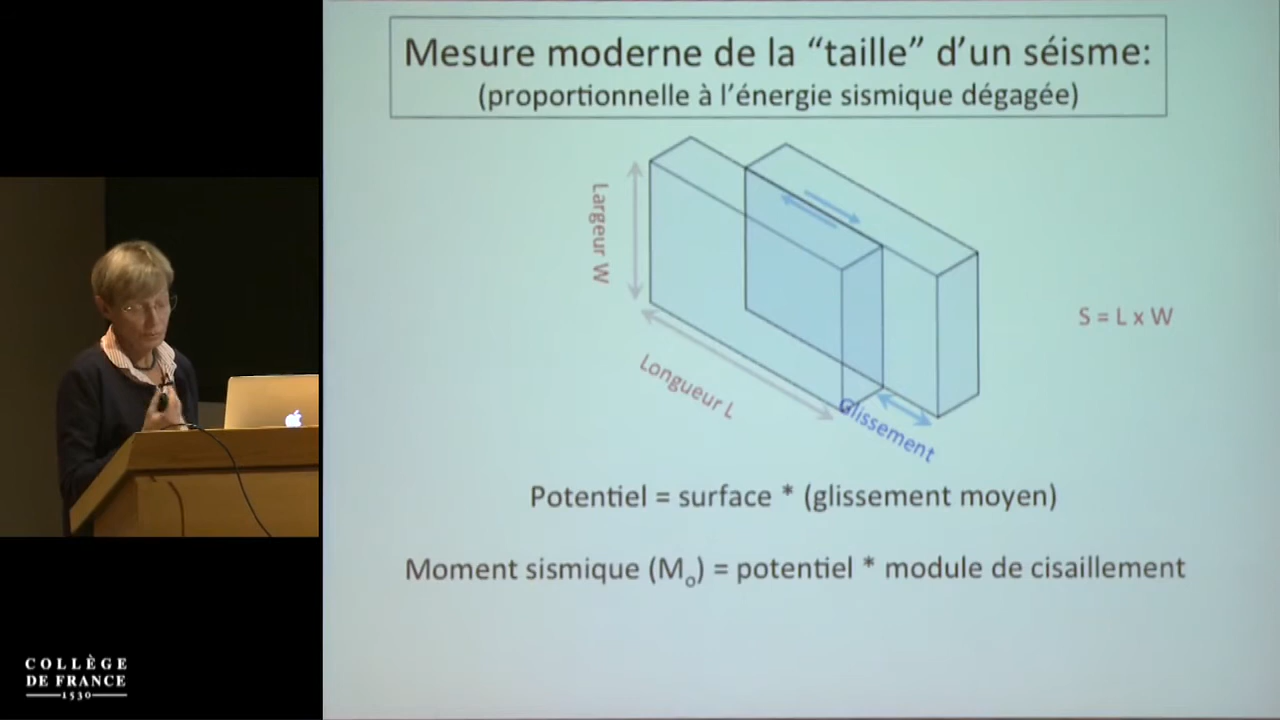 Mesure moderne de la “taille” d’un séisme:
(proportionnelle à l’énergie sismique dégagée)
Largeur W
S = L x W
Longueur L
Glissement
Potentiel = surface * (glissement moyen)
Moment sismique (Mo) = potentiel * module de cisaillement
COLLÈGE
DE FRANCE
1530